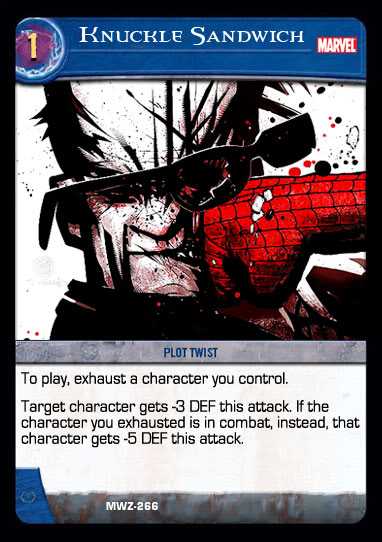 1
KNUCKLE SANDWICH
MARVEL
PLOT TWIST
To play, exhaust a character you control.
Target character gets -3 DEF this attack. If the
character you exhausted is in combat, instead, that
character gets -5 DEF this attack.
MWZ-266